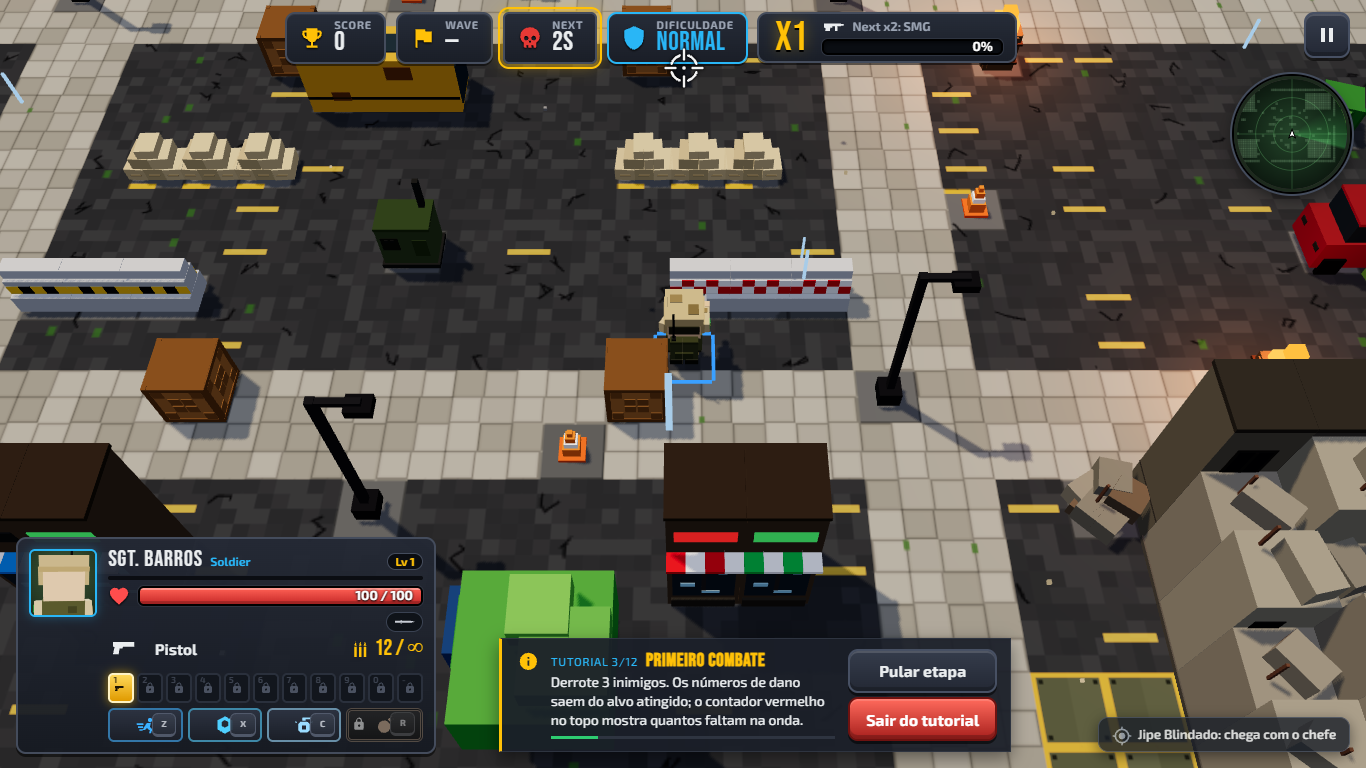 SCORE
0
WAVE
–
NEXT
2S
DIFICULDADE
NORMAL
X1
Next x2: SMG
0%
SGT. BARROS Soldier
Lv 1
100 / 100
Pistol
12 / ∞
1 2 3 4 5 6 7 8 9 0 -
Z X C R
TUTORIAL 3/12 PRIMEIRO COMBATE
Derrote 3 inimigos. Os números de dano
saem do alvo atingido; o contador vermelho
no topo mostra quantos faltam na onda.
Pular etapa
Sair do tutorial
Jipe Blindado: chega com o chefe